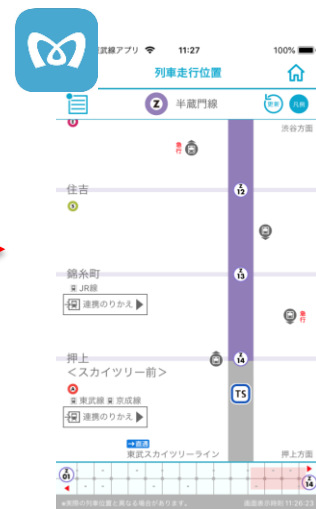 武線アプリ 11:27 100%
列車走行位置
Z 半蔵門線 更新 凡例
渋谷方面
急行
住吉 Z 12
錦糸町 Z 13
JR線
連携のりかえ
急行
押上 Z 14
<スカイツリー前>
TS
東武線 京成線
連携のりかえ
直通
東武スカイツリーライン 押上方面
Z 01
Z 14
※実際の列車位置と異なる場合があります。 画面表示時刻 11:26:23